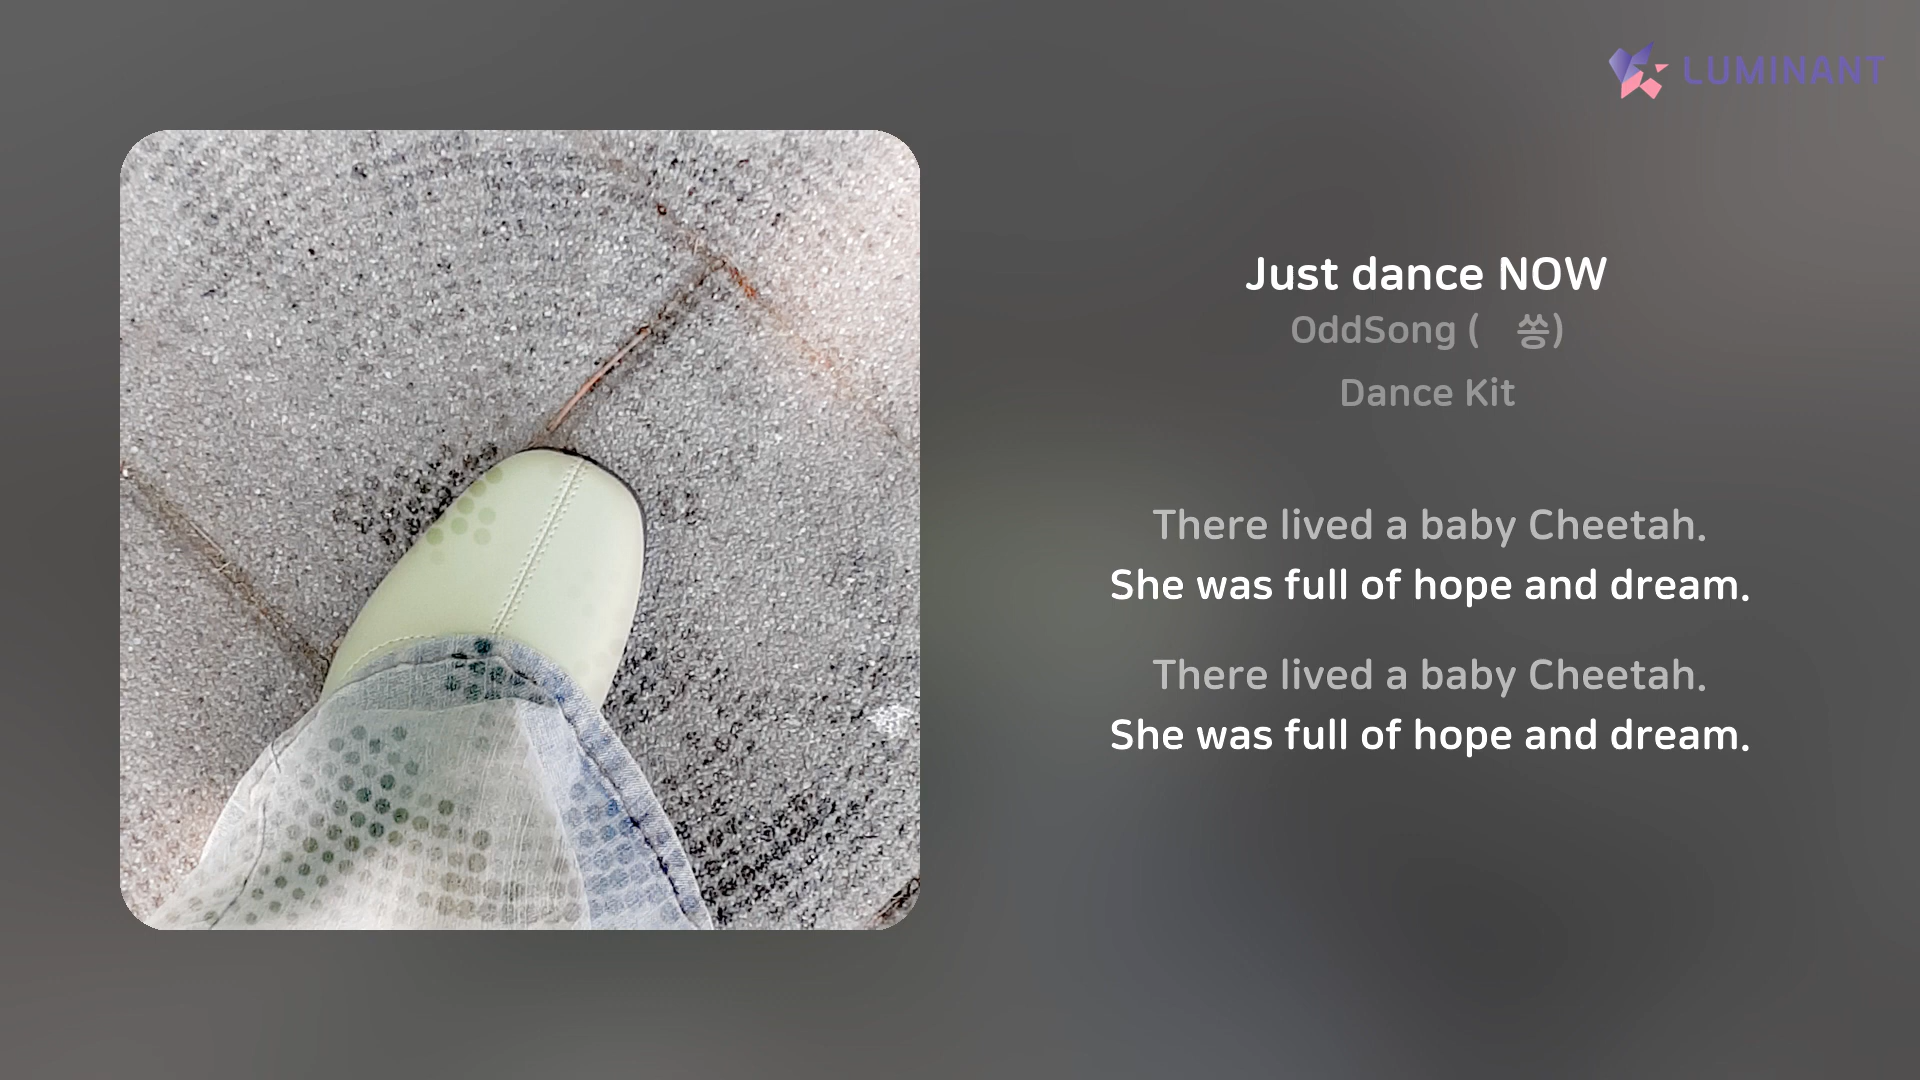 LUMINANT
Just dance NOW
OddSong ( 쏭)
Dance Kit
There lived a baby Cheetah.
She was full of hope and dream.
There lived a baby Cheetah.
She was full of hope and dream.